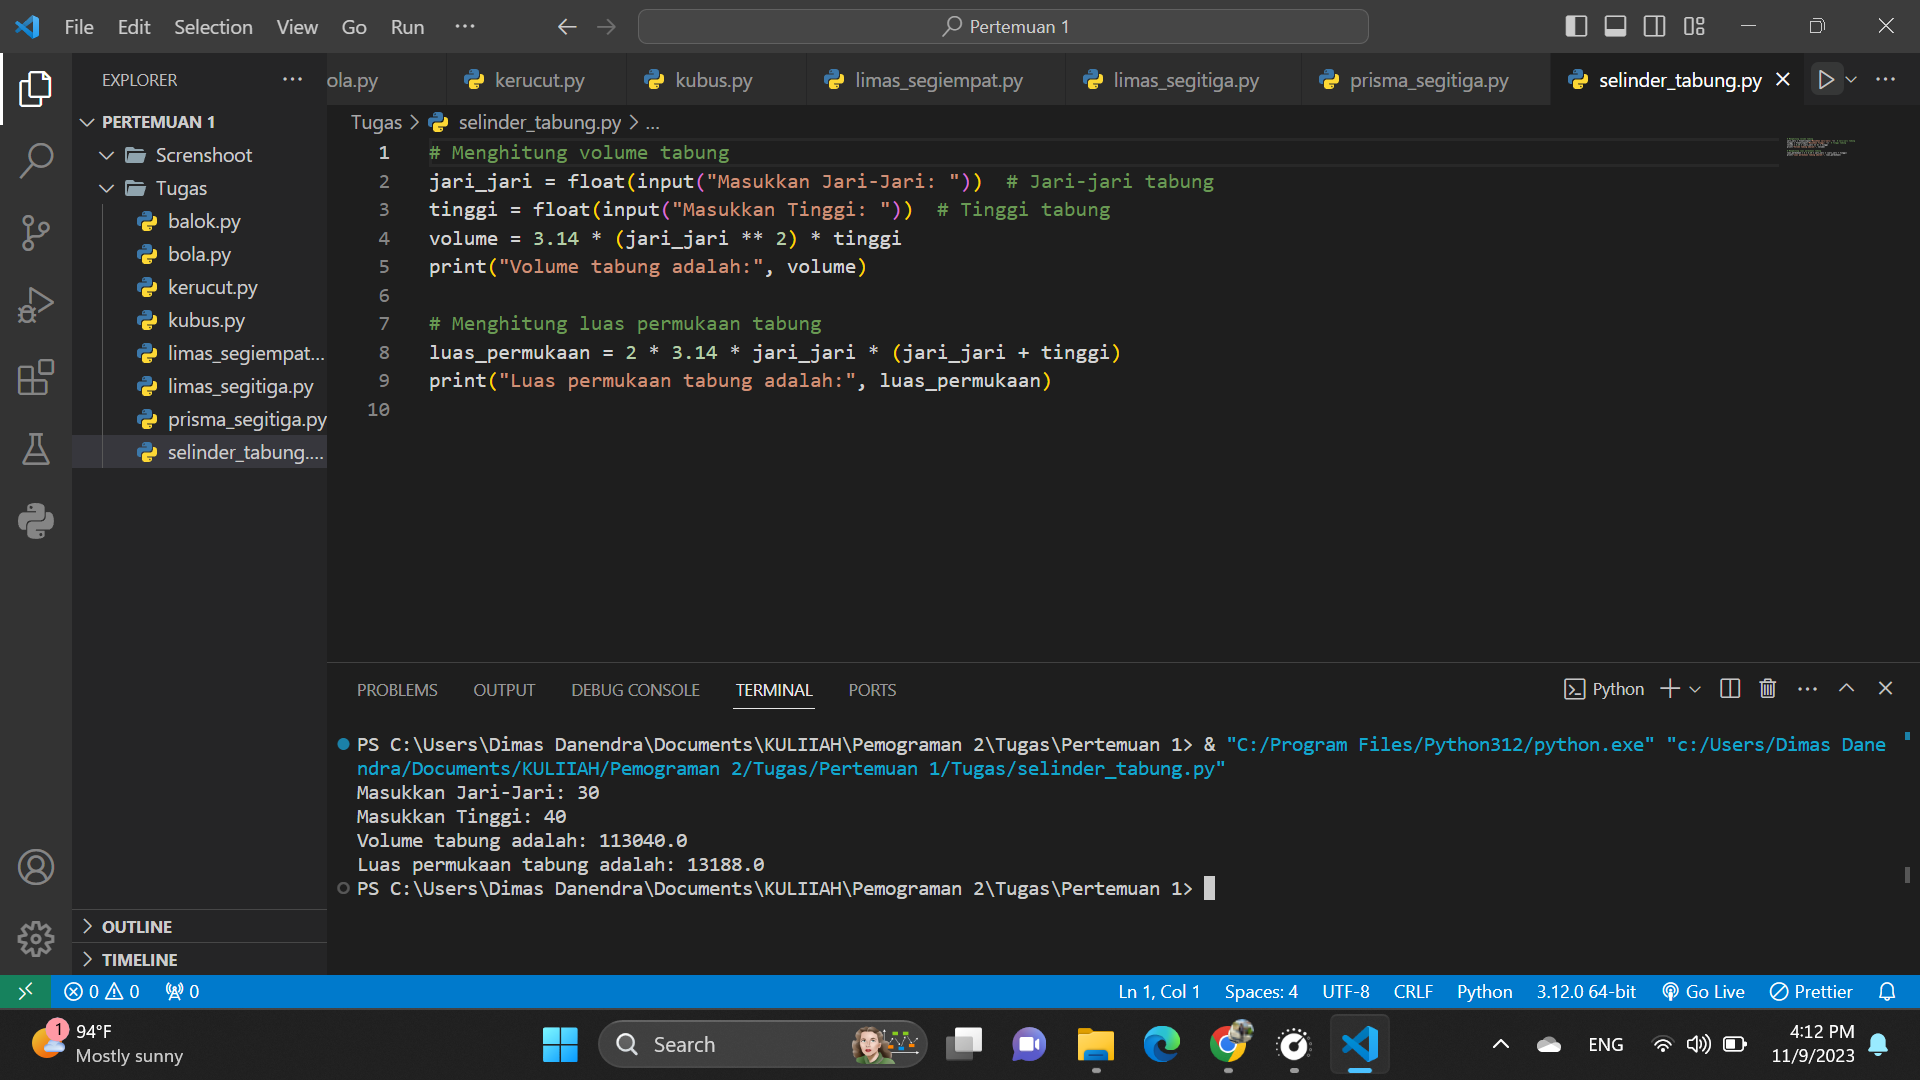 File Edit Selection View Go Run ··· Pertemuan 1
EXPLORER ···
PERTEMUAN 1
Screnshoot
Tugas
balok.py
bola.py
kerucut.py
kubus.py
limas_segiempat...
limas_segitiga.py
prisma_segitiga.py
selinder_tabung....
OUTLINE
TIMELINE
ola.py kerucut.py kubus.py limas_segiempat.py limas_segitiga.py prisma_segitiga.py selinder_tabung.py
Tugas > selinder_tabung.py > ...
1 # Menghitung volume tabung
2 jari_jari = float(input("Masukkan Jari-Jari: "))  # Jari-jari tabung
3 tinggi = float(input("Masukkan Tinggi: "))  # Tinggi tabung
4 volume = 3.14 * (jari_jari ** 2) * tinggi
5 print("Volume tabung adalah:", volume)
6
7 # Menghitung luas permukaan tabung
8 luas_permukaan = 2 * 3.14 * jari_jari * (jari_jari + tinggi)
9 print("Luas permukaan tabung adalah:", luas_permukaan)
10
PROBLEMS OUTPUT DEBUG CONSOLE TERMINAL PORTS Python
PS C:\Users\Dimas Danendra\Documents\KULIIAH\Pemograman 2\Tugas\Pertemuan 1> & "C:/Program Files/Python312/python.exe" "c:/Users/Dimas Dane
ndra/Documents/KULIIAH/Pemograman 2/Tugas/Pertemuan 1/Tugas/selinder_tabung.py"
Masukkan Jari-Jari: 30
Masukkan Tinggi: 40
Volume tabung adalah: 113040.0
Luas permukaan tabung adalah: 13188.0
PS C:\Users\Dimas Danendra\Documents\KULIIAH\Pemograman 2\Tugas\Pertemuan 1>
0 0 0 Ln 1, Col 1 Spaces: 4 UTF-8 CRLF Python 3.12.0 64-bit Go Live Prettier
1 94°F
Mostly sunny
Search
ENG
4:12 PM
11/9/2023